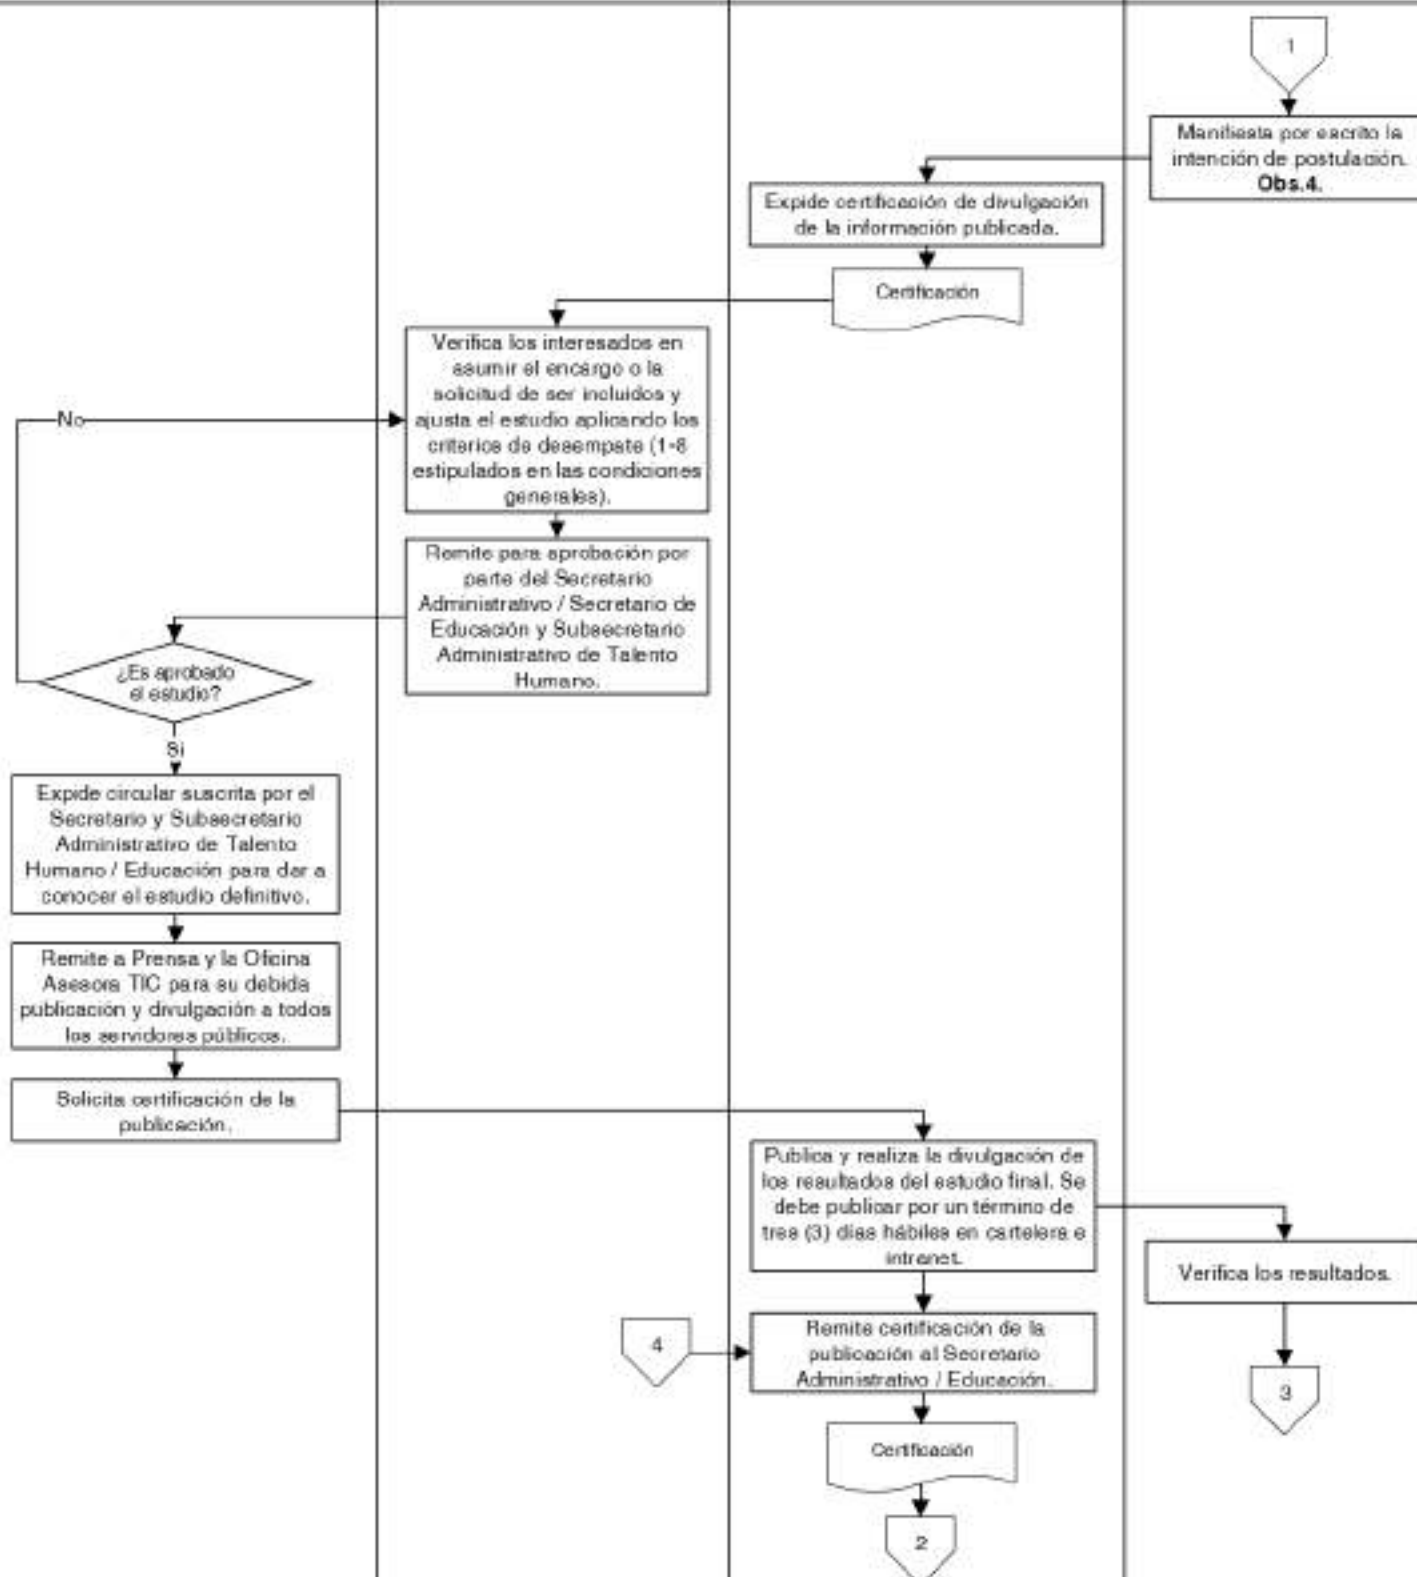 1
Manifiesta por escrito la
intención de postulación.
Obs.4.
Expide certificación de divulgación
de la información publicada.
Certificación
Verifica los interesados en
asumir el encargo o la
solicitud de ser incluidos y
ajusta el estudio aplicando los
criterios de desempate (1-8
estipulados en las condiciones
generales).
No
Remite para aprobación por
parte del Secretario
Administrativo / Secretario de
Educación y Subsecretario
Administrativo de Talento
Humano.
¿Es aprobado
el estudio?
Si
Expide circular suscrita por el
Secretario y Subsecretario
Administrativo de Talento
Humano / Educación para dar a
conocer el estudio definitivo.
Remite a Prensa y la Oficina
Asesora TIC para su debida
publicación y divulgación a todos
los servidores públicos.
Solicita certificación de la
publicación.
Publica y realiza la divulgación de
los resultados del estudio final. Se
debe publicar por un término de
tres (3) días hábiles en cartelera e
intranet.
Verifica los resultados.
4
Remite certificación de la
publicación al Secretario
Administrativo / Educación.
3
Certificación
2